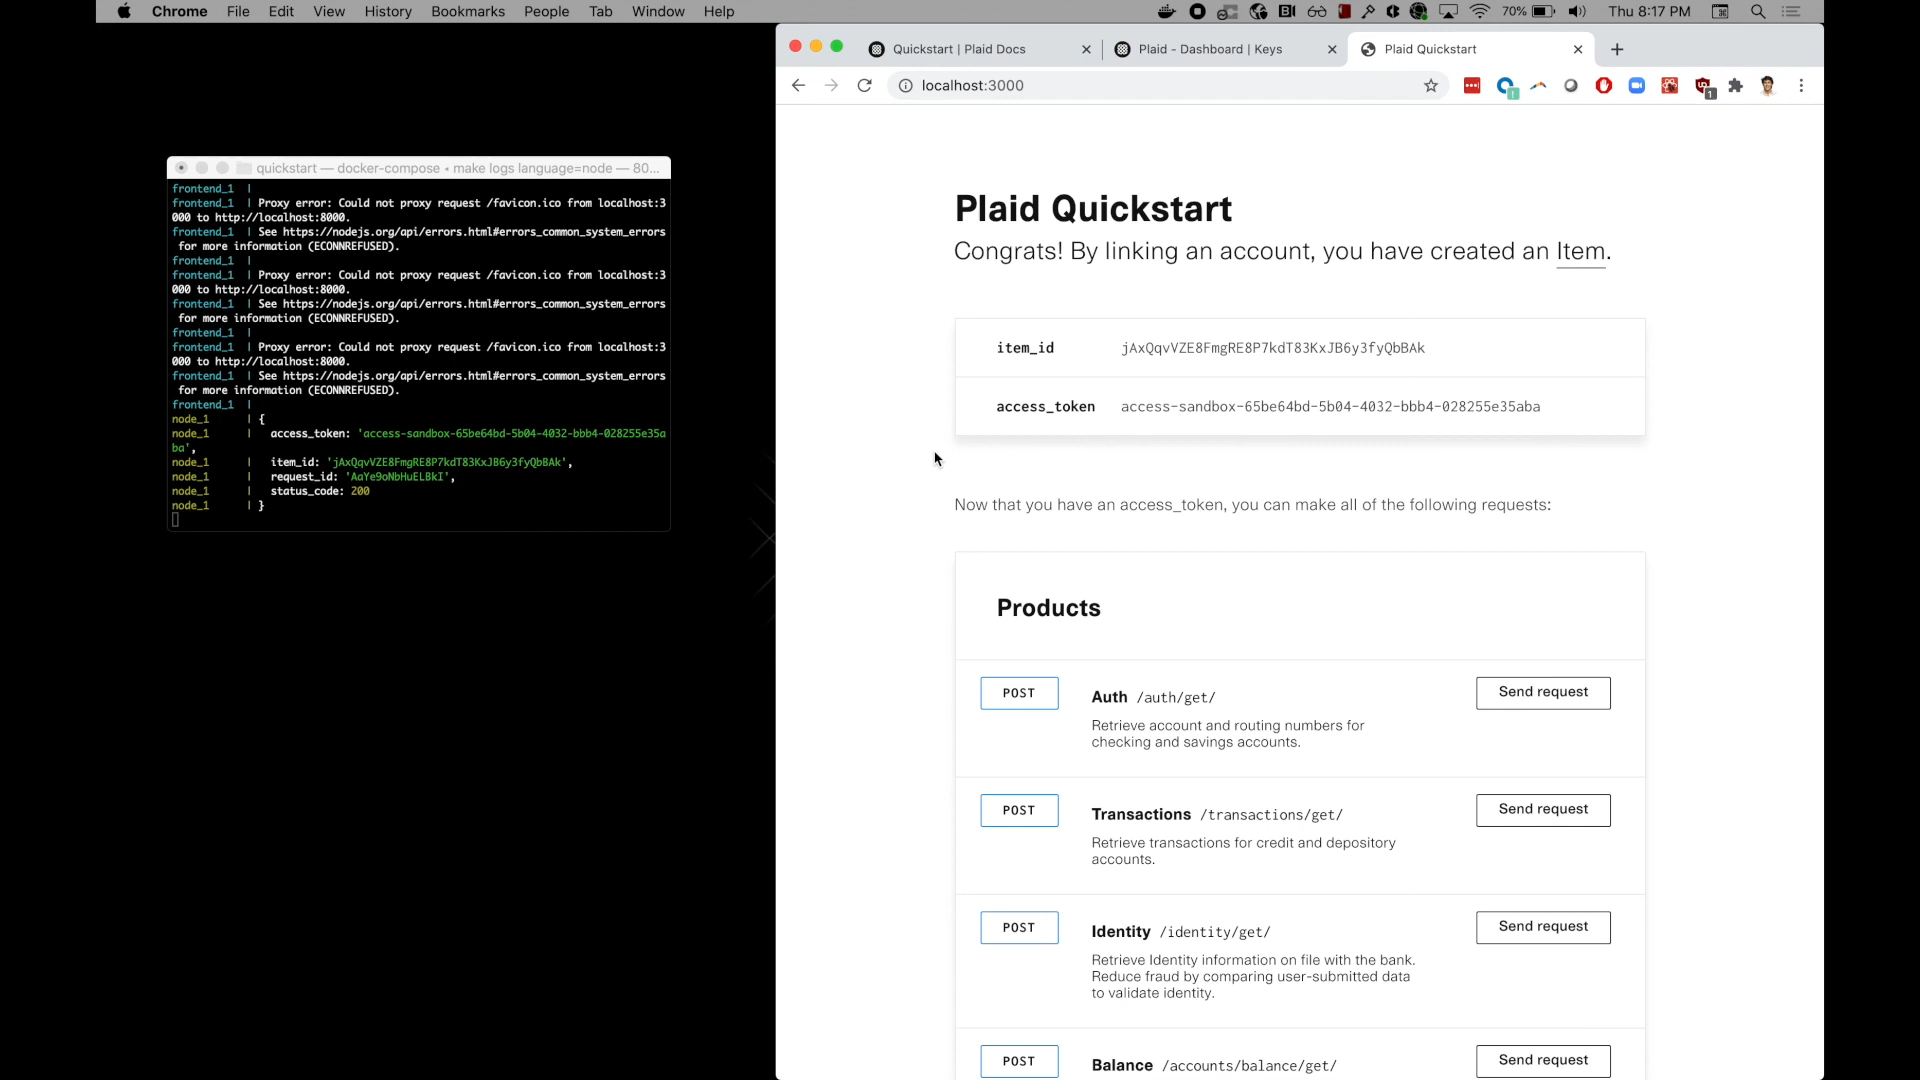 Chrome File Edit View History Bookmarks People Tab Window Help
70% Thu 8:17 PM
Quickstart | Plaid Docs
Plaid - Dashboard | Keys
Plaid Quickstart
localhost:3000
1
quickstart — docker-compose • make logs language=node — 80...
frontend_1 |
frontend_1 | Proxy error: Could not proxy request /favicon.ico from localhost:3
000 to http://localhost:8000.
frontend_1 | See https://nodejs.org/api/errors.html#errors_common_system_errors
for more information (ECONNREFUSED).
frontend_1 |
frontend_1 | Proxy error: Could not proxy request /favicon.ico from localhost:3
000 to http://localhost:8000.
frontend_1 | See https://nodejs.org/api/errors.html#errors_common_system_errors
for more information (ECONNREFUSED).
frontend_1 |
frontend_1 | Proxy error: Could not proxy request /favicon.ico from localhost:3
000 to http://localhost:8000.
frontend_1 | See https://nodejs.org/api/errors.html#errors_common_system_errors
for more information (ECONNREFUSED).
frontend_1 |
node_1 | {
node_1 | access_token: 'access-sandbox-65be64bd-5b04-4032-bbb4-028255e35a
ba',
node_1 | item_id: 'jAxQqvVZE8FmgRE8P7kdT83KxJB6y3fyQbBAk',
node_1 | request_id: 'AaYe9oNbHuELBkI',
node_1 | status_code: 200
node_1 | }
Plaid Quickstart
Congrats! By linking an account, you have created an Item.
item_id jAxQqvVZE8FmgRE8P7kdT83KxJB6y3fyQbBAk
access_token access-sandbox-65be64bd-5b04-4032-bbb4-028255e35aba
Now that you have an access_token, you can make all of the following requests:
Products
POST Auth /auth/get/ Send request
Retrieve account and routing numbers for
checking and savings accounts.
POST Transactions /transactions/get/ Send request
Retrieve transactions for credit and depository
accounts.
POST Identity /identity/get/ Send request
Retrieve Identity information on file with the bank.
Reduce fraud by comparing user-submitted data
to validate identity.
POST Balance /accounts/balance/get/ Send request